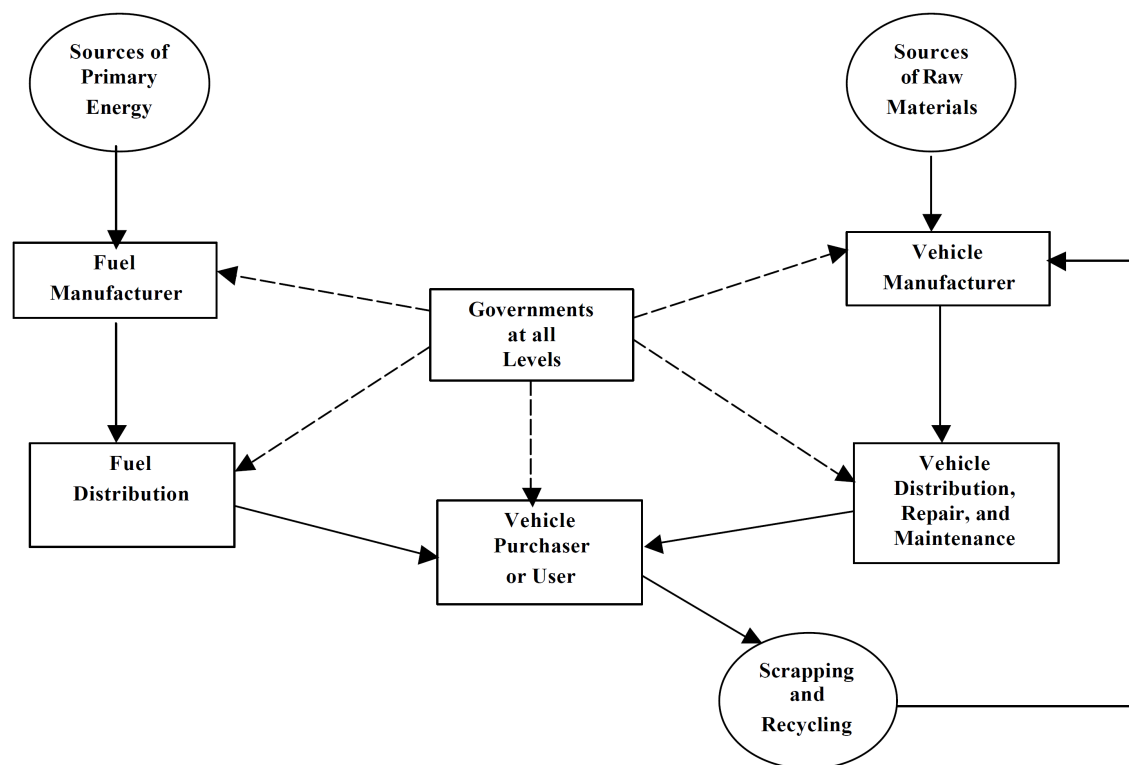 Sources of
Primary
Energy
Sources
of Raw
Materials
Fuel
Manufacturer
Governments
at all
Levels
Vehicle
Manufacturer
Fuel
Distribution
Vehicle
Purchaser
or User
Vehicle
Distribution,
Repair, and
Maintenance
Scrapping
and
Recycling